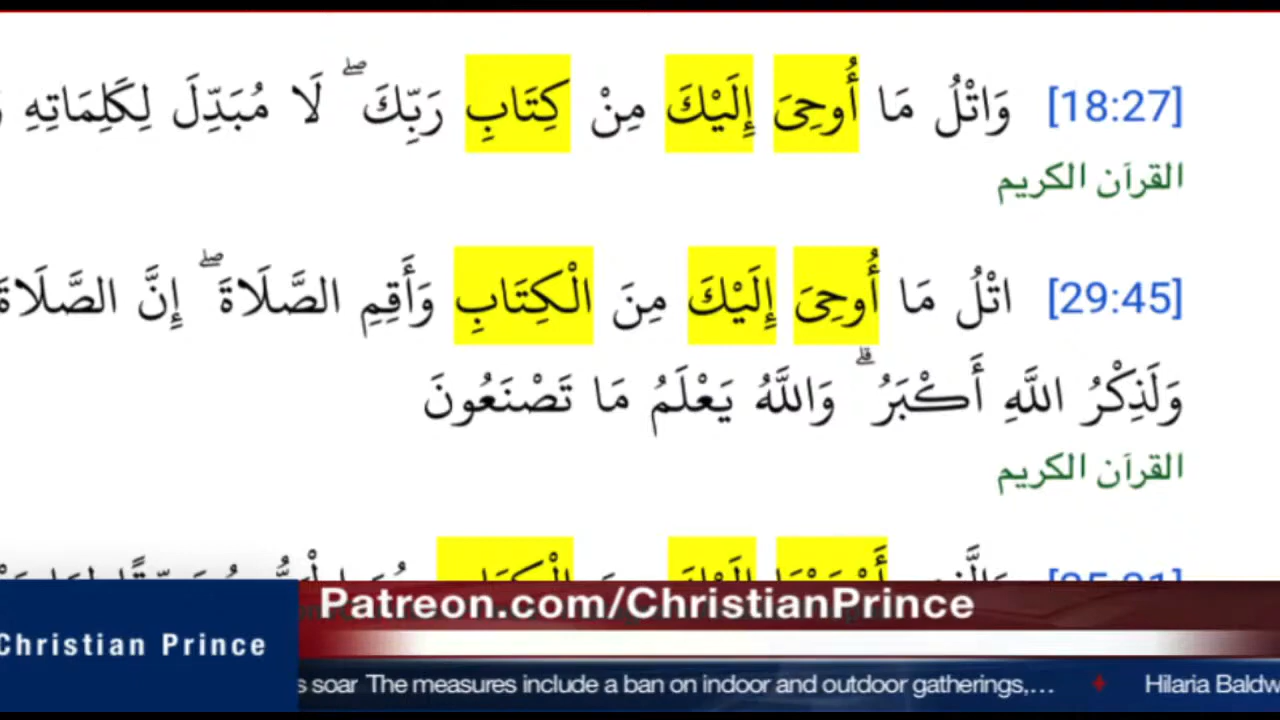 [18:27] وَاتْلُ مَا أُوحِيَ إِلَيْكَ مِنْ كِتَابِ رَبِّكَ ۖ لَا مُبَدِّلَ لِكَلِمَاتِهِ
القرآن الكريم
[29:45] اتْلُ مَا أُوحِيَ إِلَيْكَ مِنَ الْكِتَابِ وَأَقِمِ الصَّلَاةَ ۖ إِنَّ الصَّلَاةَ
وَلَذِكْرُ اللَّهِ أَكْبَرُ ۗ وَاللَّهُ يَعْلَمُ مَا تَصْنَعُونَ
القرآن الكريم
Patreon.com/ChristianPrince
Christian Prince
s soar The measures include a ban on indoor and outdoor gatherings,... Hilaria Baldw